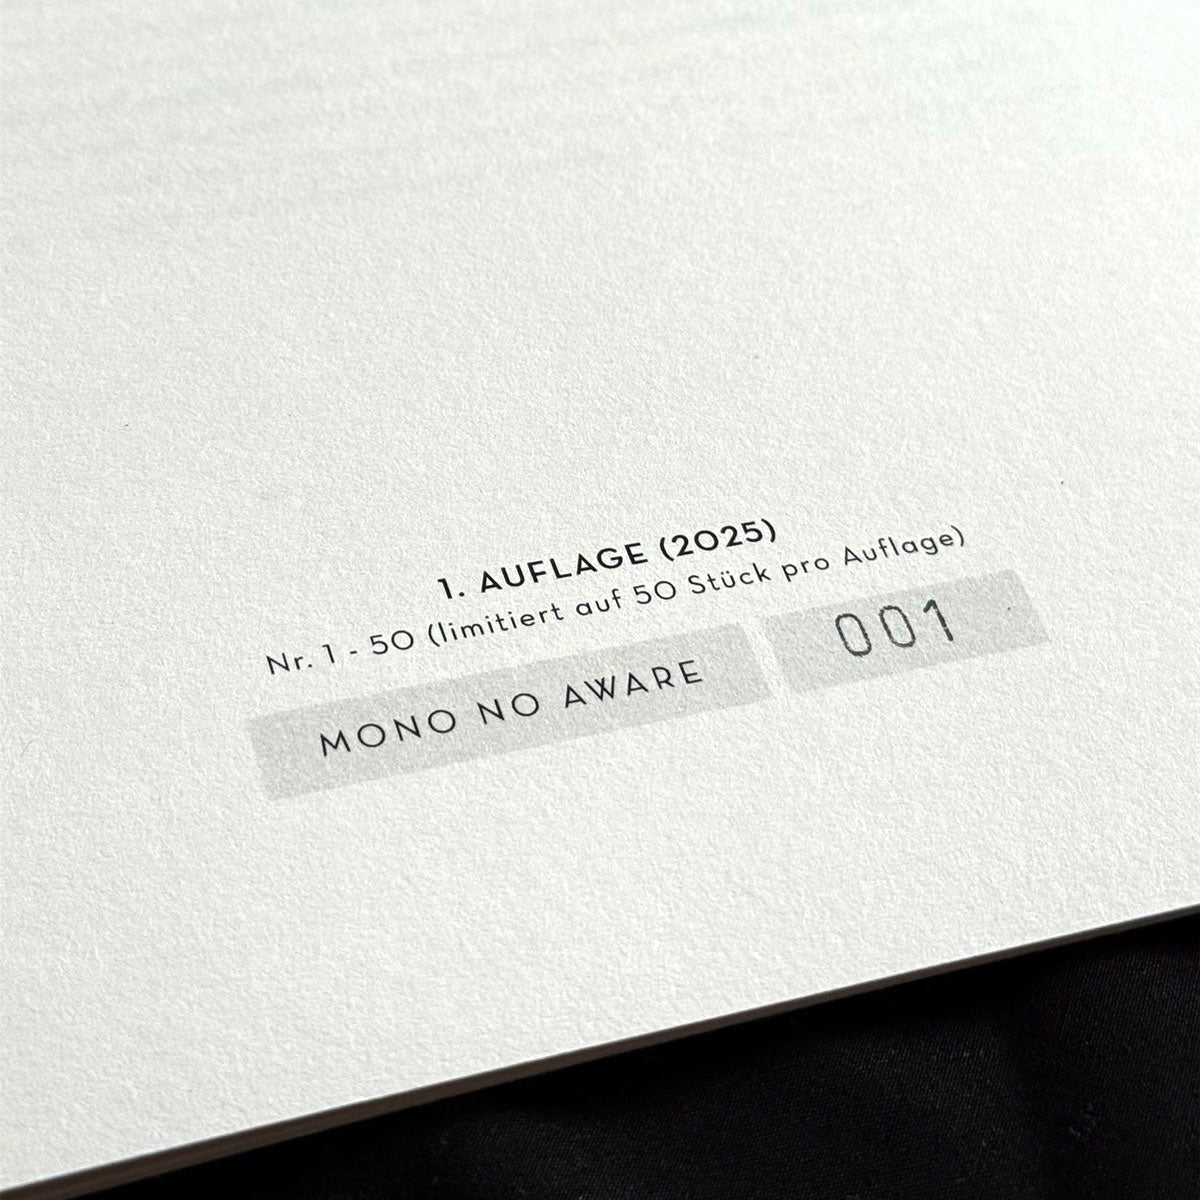 1. AUFLAGE (2025)
Nr. 1 - 50 (limitiert auf 50 Stück pro Auflage)
MONO NO AWARE 001